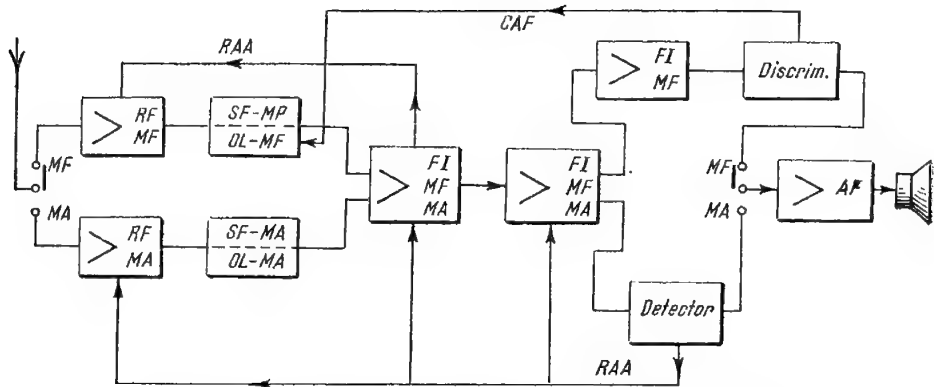 CAF
RAA
FI
MF
Discrim.
RF
MF
SF-MP
OL-MF
MF
MA
FI
MF
MA
FI
MF
MA
MF
MA
AF
RF
MA
SF-MA
OL-MA
Detector
RAA